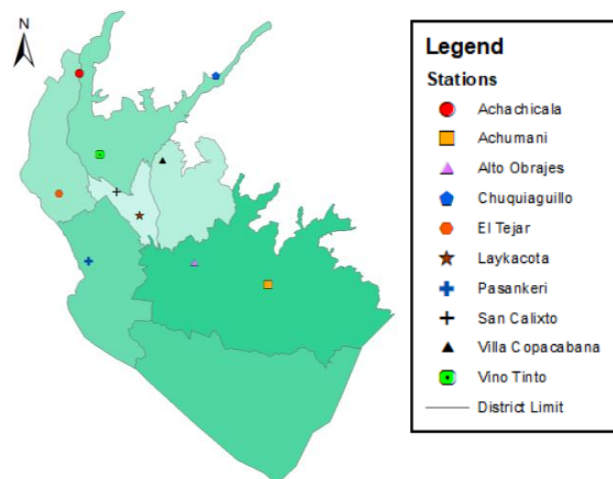 N
Legend
Stations
Achachicala
Achumani
Alto Obrajes
Chuquiaguillo
El Tejar
Laykacota
Pasankeri
San Calixto
Villa Copacabana
Vino Tinto
District Limit